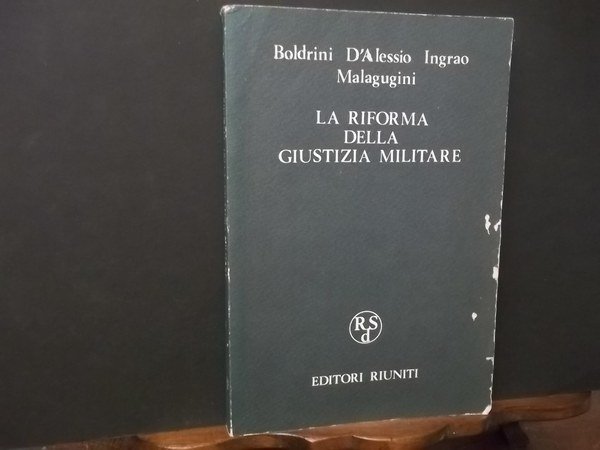 Boldrini D'Alessio Ingrao
Malagugini
LA RIFORMA
DELLA
GIUSTIZIA MILITARE
RSd
EDITORI RIUNITI